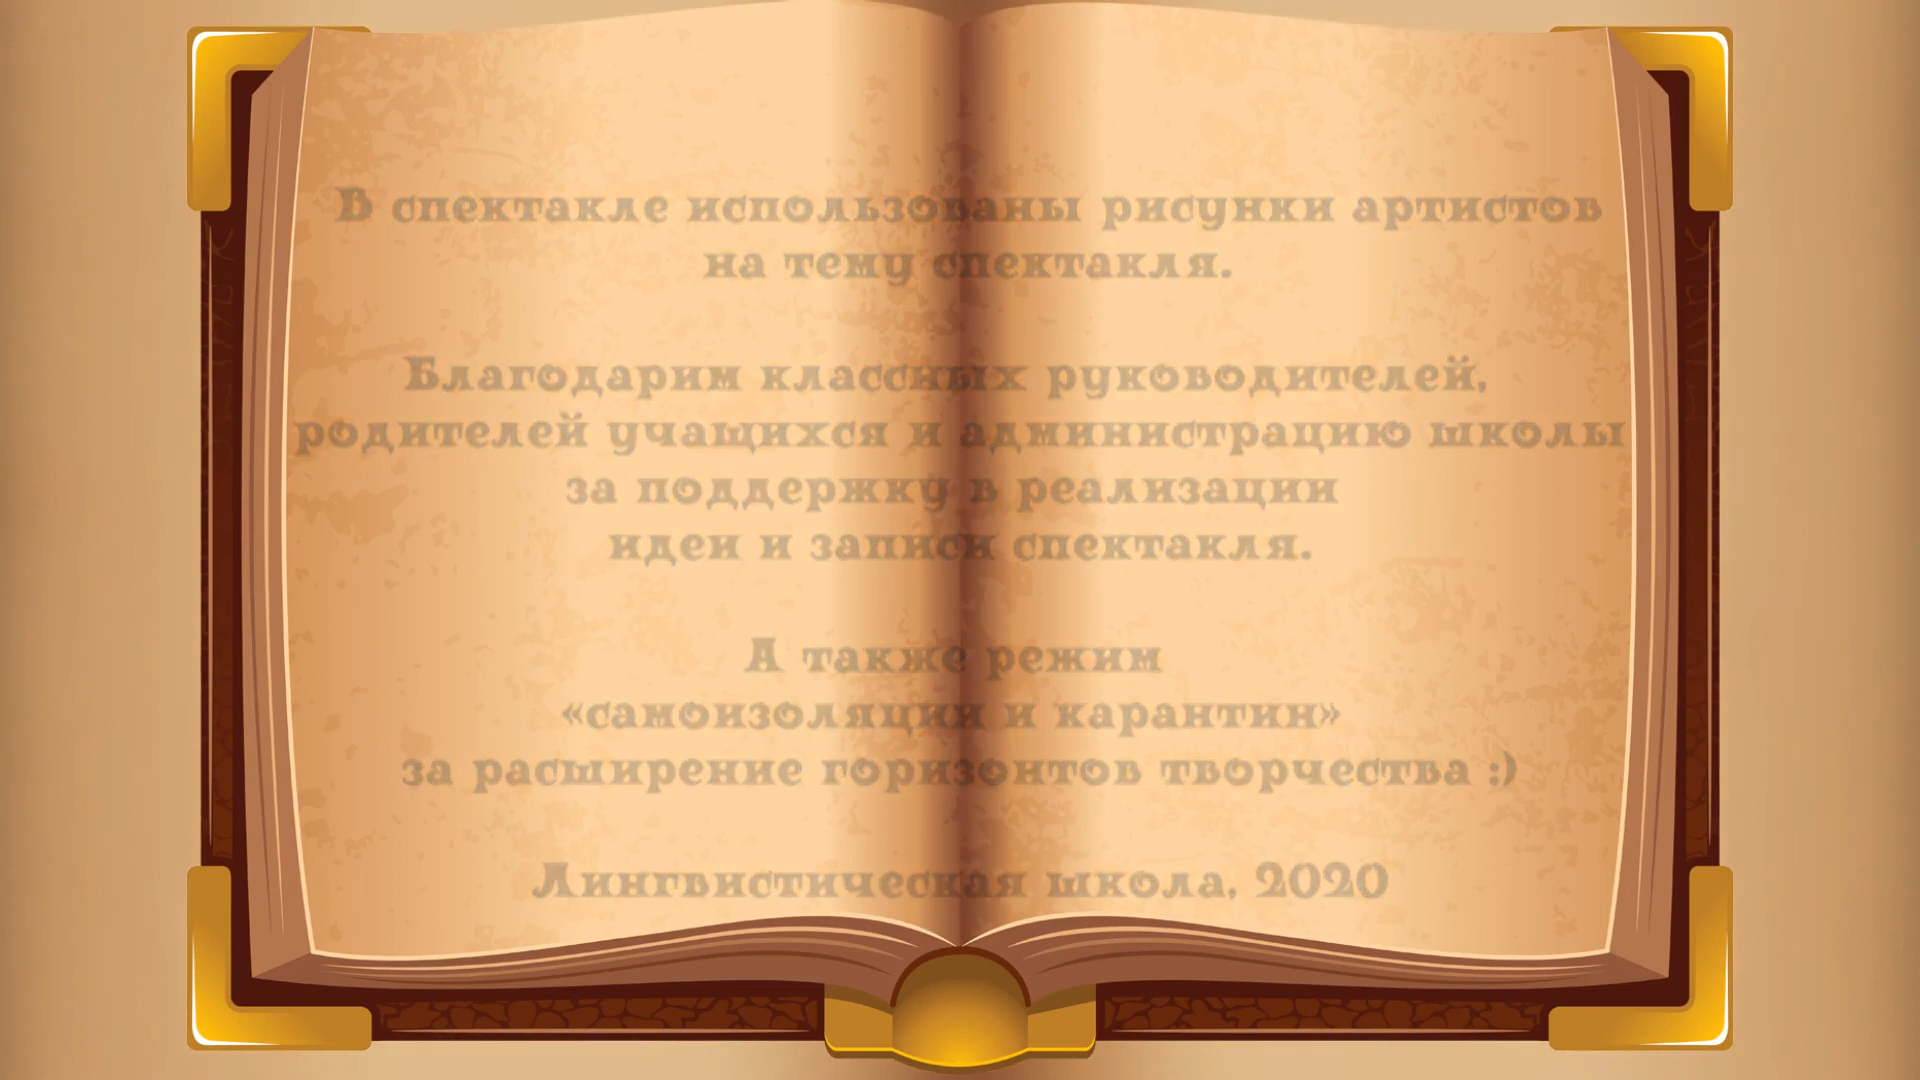 В спектакле использованы рисунки артистов
на тему спектакля.
Благодарим классных руководителей,
родителей учащихся и администрацию школы
за поддержку в реализации
идеи и записи спектакля.
А также режим
«самоизоляции и карантин»
за расширение горизонтов творчества :)
Лингвистическая школа, 2020